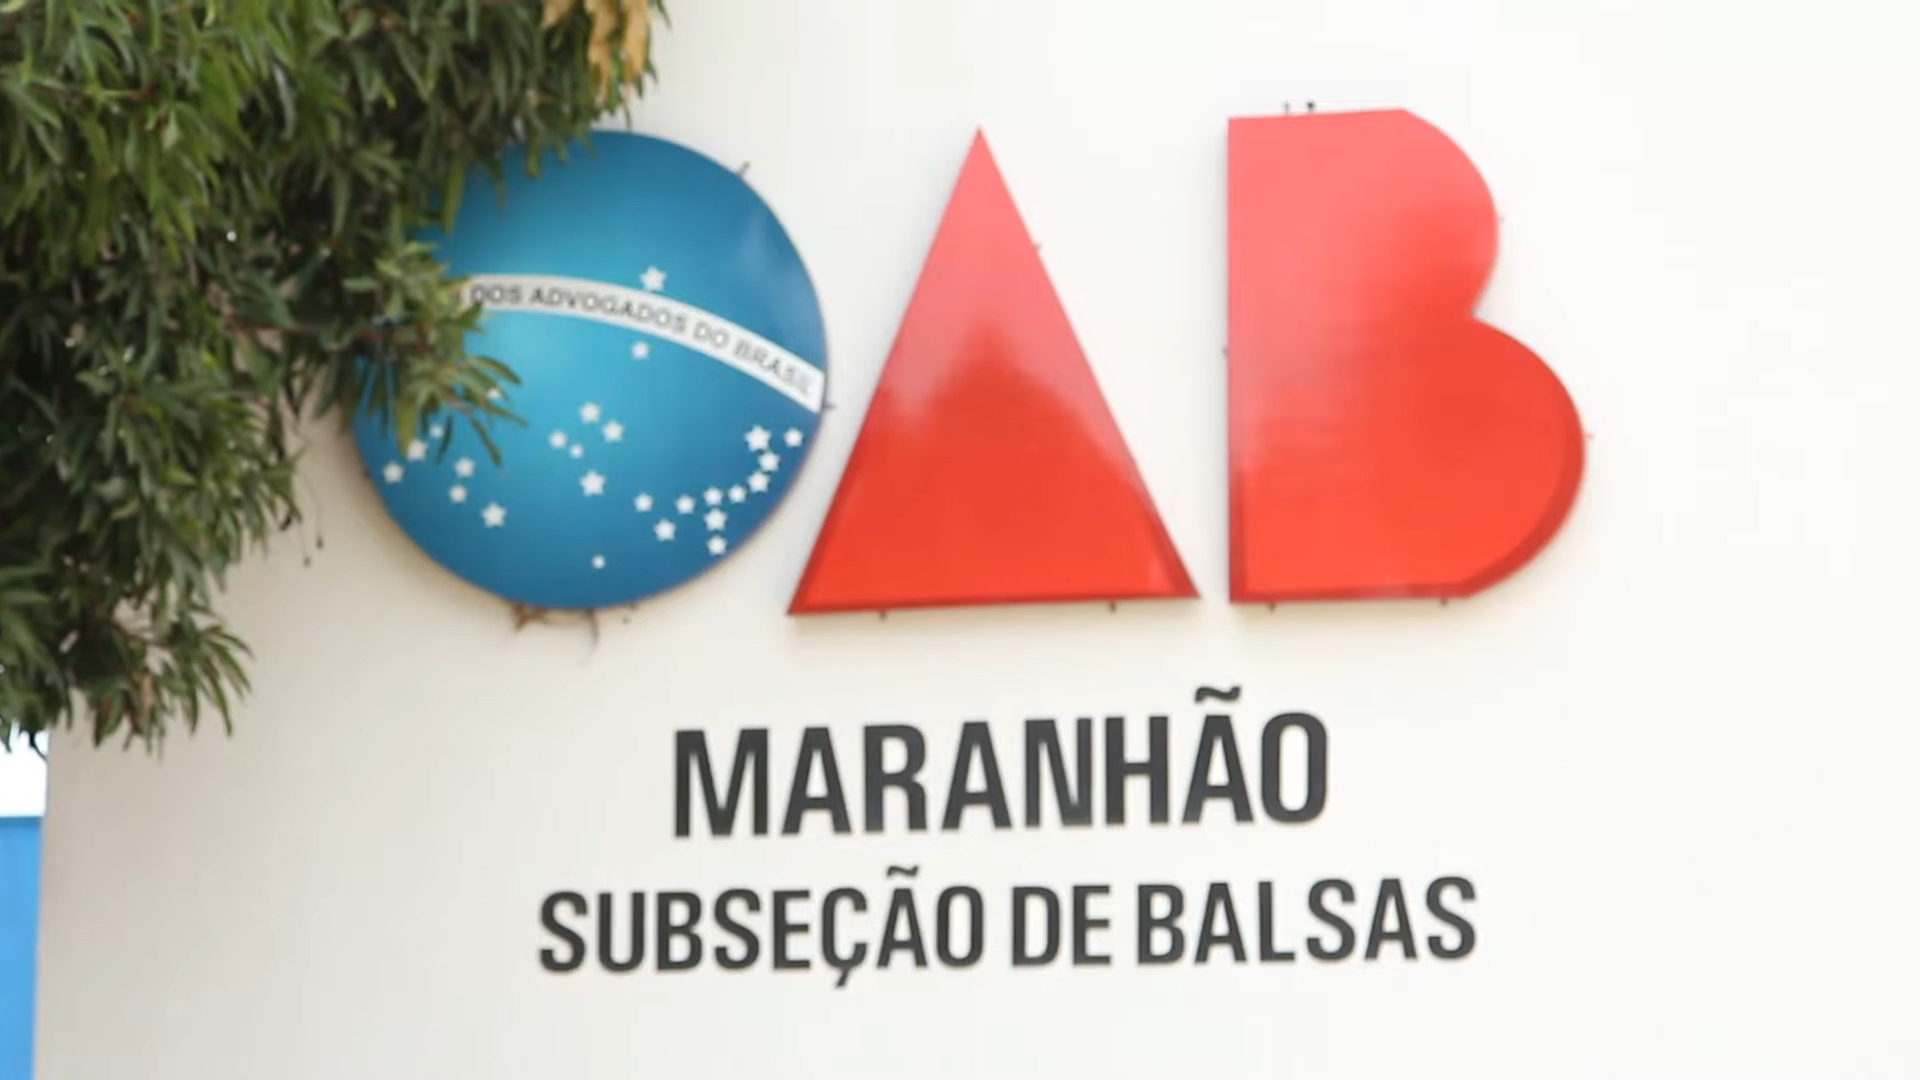 OAB
DOS ADVOGADOS DO BRASIL
MARANHÃO
SUBSEÇÃO DE BALSAS